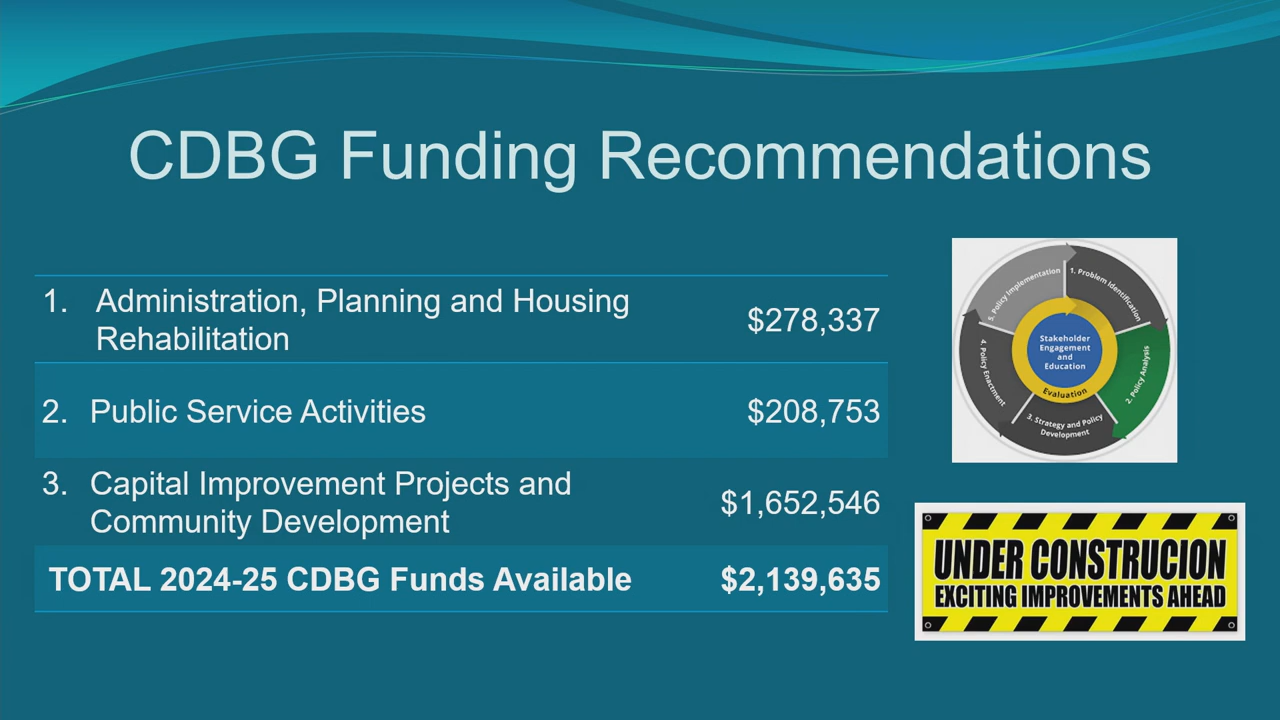 CDBG Funding Recommendations
1. Administration, Planning and Housing
Rehabilitation
$278,337
2. Public Service Activities
$208,753
3. Capital Improvement Projects and
Community Development
$1,652,546
TOTAL 2024-25 CDBG Funds Available
$2,139,635
1. Problem Identification
2. Policy Analysis
3. Strategy and Policy
Development
4. Policy Enactment
5. Policy Implementation
Stakeholder
Engagement
and
Education
Evaluation
UNDER CONSTRUCION
EXCITING IMPROVEMENTS AHEAD